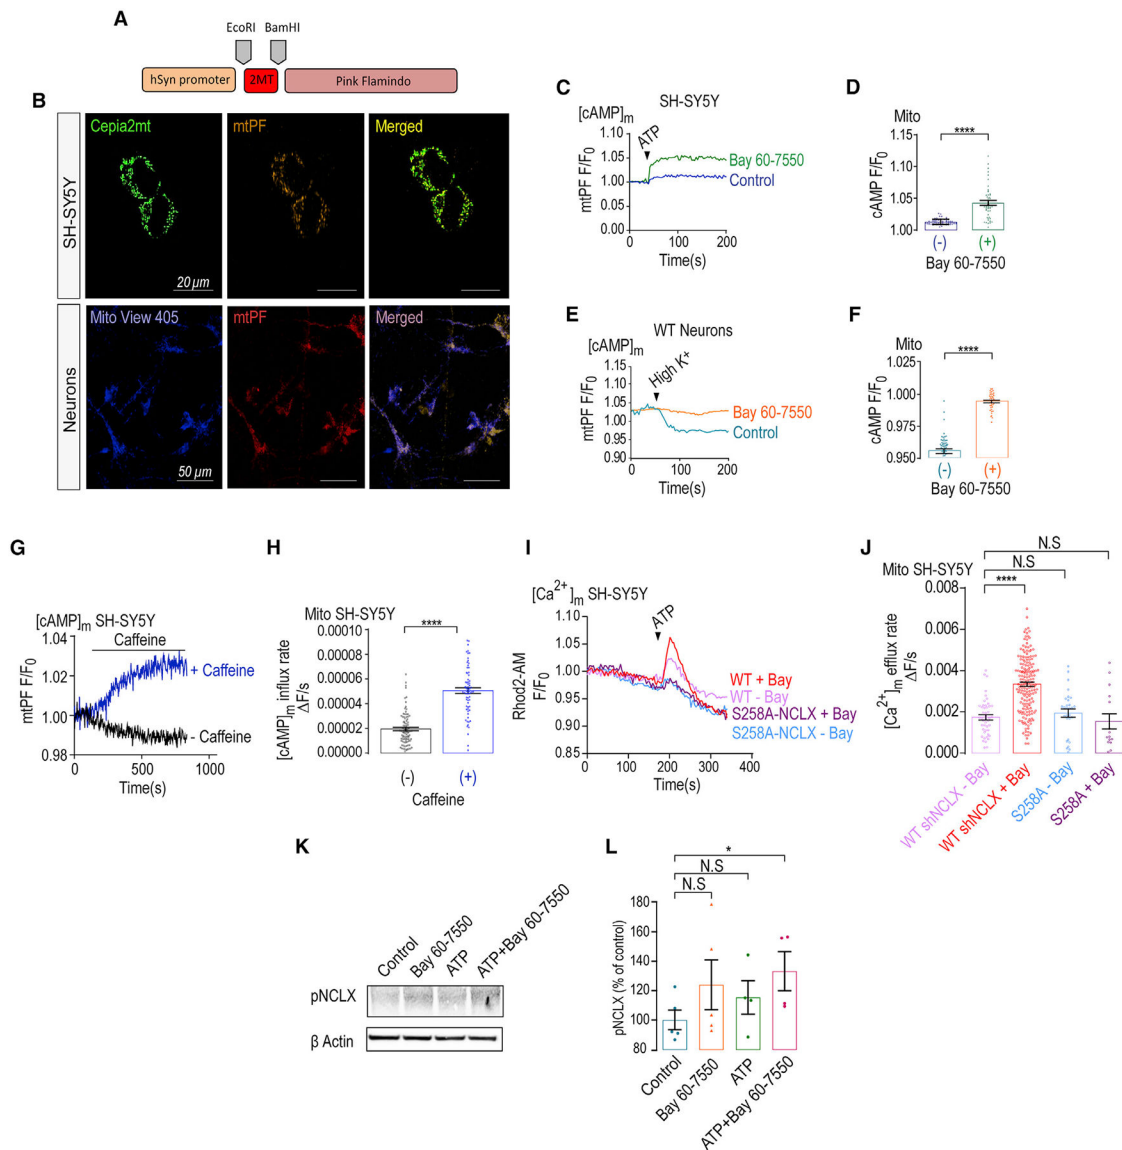 A
EcoRI BamHI
hSyn promoter 2MT Pink Flamindo
B
SH-SY5Y
Cepia2mt mtPF Merged
20 µm
Neurons
Mito View 405 mtPF Merged
50 µm
C
[cAMP]m SH-SY5Y
mtPF F/F0
1.15
1.10
1.05
1.00
0.95
0.90
ATP
Bay 60-7550
Control
0 100 200
Time(s)
D
Mito
cAMP F/F0
1.15
1.10
1.05
1.00
****
(-) (+)
Bay 60-7550
E
[cAMP]m WT Neurons
mtPF F/F0
1.15
1.10
1.05
1.00
0.95
0.90
High K+
Bay 60-7550
Control
0 100 200
Time(s)
F
Mito
cAMP F/F0
1.025
1.000
0.975
0.950
****
(-) (+)
Bay 60-7550
G
[cAMP]m SH-SY5Y
mtPF F/F0
1.04
1.02
1.00
0.98
Caffeine
+ Caffeine
- Caffeine
0 500 1000
Time(s)
H
Mito SH-SY5Y
[cAMP]m influx rate
ΔF/s
0.00010
0.00008
0.00006
0.00004
0.00002
0.00000
****
(-) (+)
Caffeine
I
[Ca2+]m SH-SY5Y
Rhod2-AM
F/F0
1.10
1.05
1.00
0.95
0.90
0.85
ATP
WT + Bay
WT - Bay
S258A-NCLX + Bay
S258A-NCLX - Bay
0 100 200 300 400
Time(s)
J
Mito SH-SY5Y
[Ca2+]m efflux rate
ΔF/s
0.008
0.006
0.004
0.002
0.000
N.S
N.S
****
WT shNCLX - Bay
WT shNCLX + Bay
S258A - Bay
S258A + Bay
K
Control
Bay 60-7550
ATP
ATP+Bay 60-7550
pNCLX
β Actin
L
pNCLX (% of control)
180
160
140
120
100
80
*
N.S
N.S
Control
Bay 60-7550
ATP
ATP+Bay 60-7550